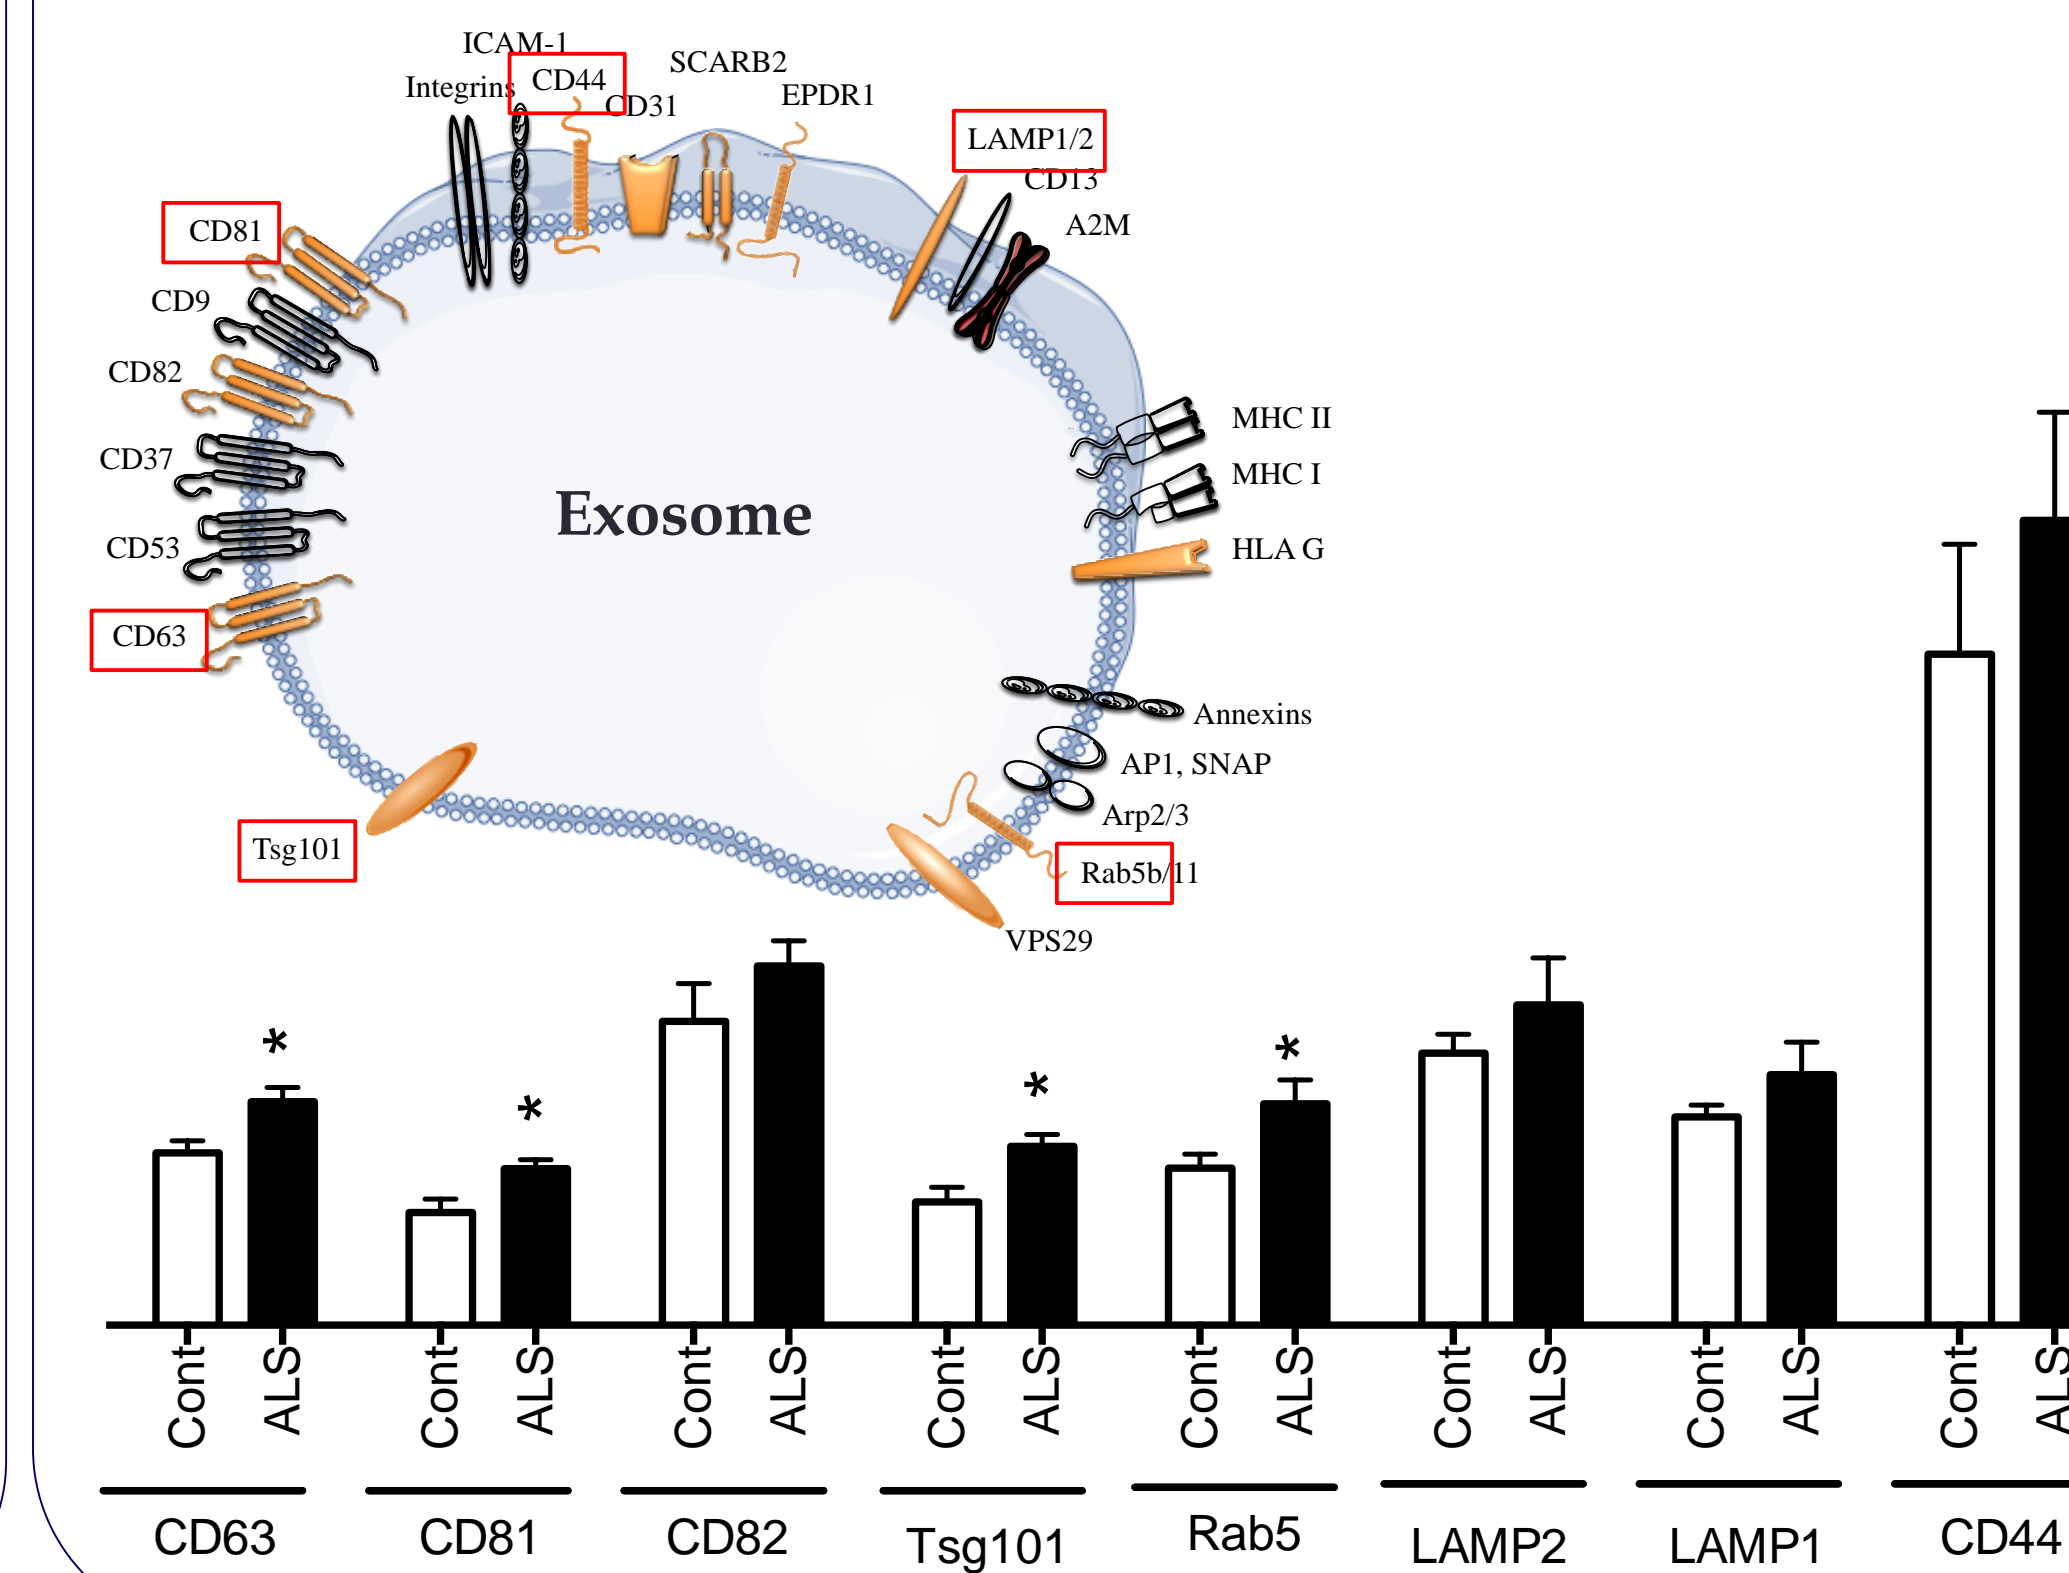 ICAM-1
Integrins
CD44
CD31
SCARB2
EPDR1
LAMP1/2
CD13
A2M
CD81
CD9
CD82
CD37
CD53
CD63
MHC II
MHC I
HLA G
Exosome
Annexins
AP1, SNAP
Arp2/3
Rab5b/11
VPS29
Tsg101
*
*
*
*
Cont ALS Cont ALS Cont ALS Cont ALS Cont ALS Cont ALS Cont ALS Cont ALS
CD63 CD81 CD82 Tsg101 Rab5 LAMP2 LAMP1 CD44